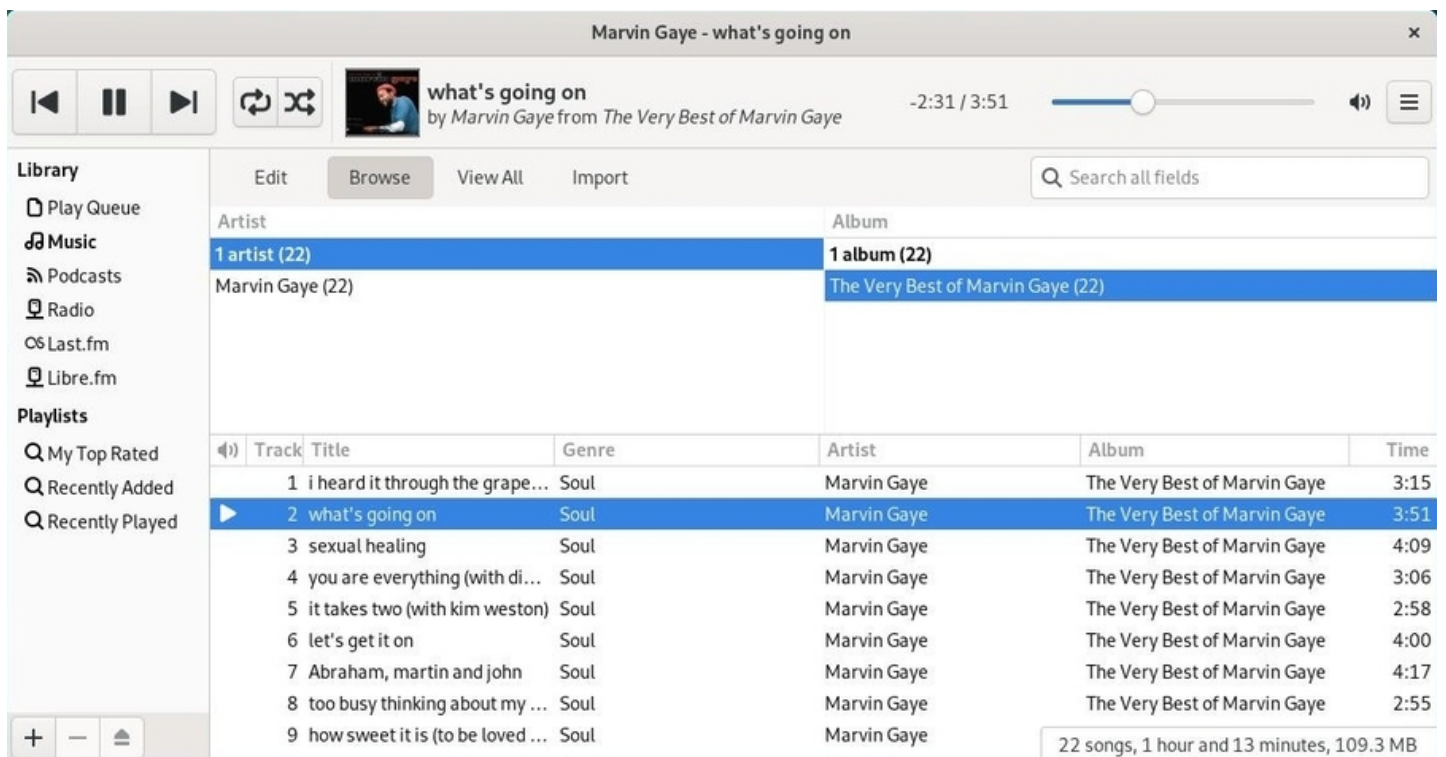 Marvin Gaye - what's going on
what's going on
by Marvin Gaye from The Very Best of Marvin Gaye
-2:31 / 3:51
Library
Play Queue
Music
Podcasts
Radio
Last.fm
Libre.fm
Playlists
My Top Rated
Recently Added
Recently Played
Edit Browse View All Import Search all fields
Artist Album
1 artist (22) 1 album (22)
Marvin Gaye (22) The Very Best of Marvin Gaye (22)
Track Title Genre Artist Album Time
1 i heard it through the grape... Soul Marvin Gaye The Very Best of Marvin Gaye 3:15
2 what's going on Soul Marvin Gaye The Very Best of Marvin Gaye 3:51
3 sexual healing Soul Marvin Gaye The Very Best of Marvin Gaye 4:09
4 you are everything (with di... Soul Marvin Gaye The Very Best of Marvin Gaye 3:06
5 it takes two (with kim weston) Soul Marvin Gaye The Very Best of Marvin Gaye 2:58
6 let's get it on Soul Marvin Gaye The Very Best of Marvin Gaye 4:00
7 Abraham, martin and john Soul Marvin Gaye The Very Best of Marvin Gaye 4:17
8 too busy thinking about my ... Soul Marvin Gaye The Very Best of Marvin Gaye 2:55
9 how sweet it is (to be loved ... Soul Marvin Gaye
22 songs, 1 hour and 13 minutes, 109.3 MB